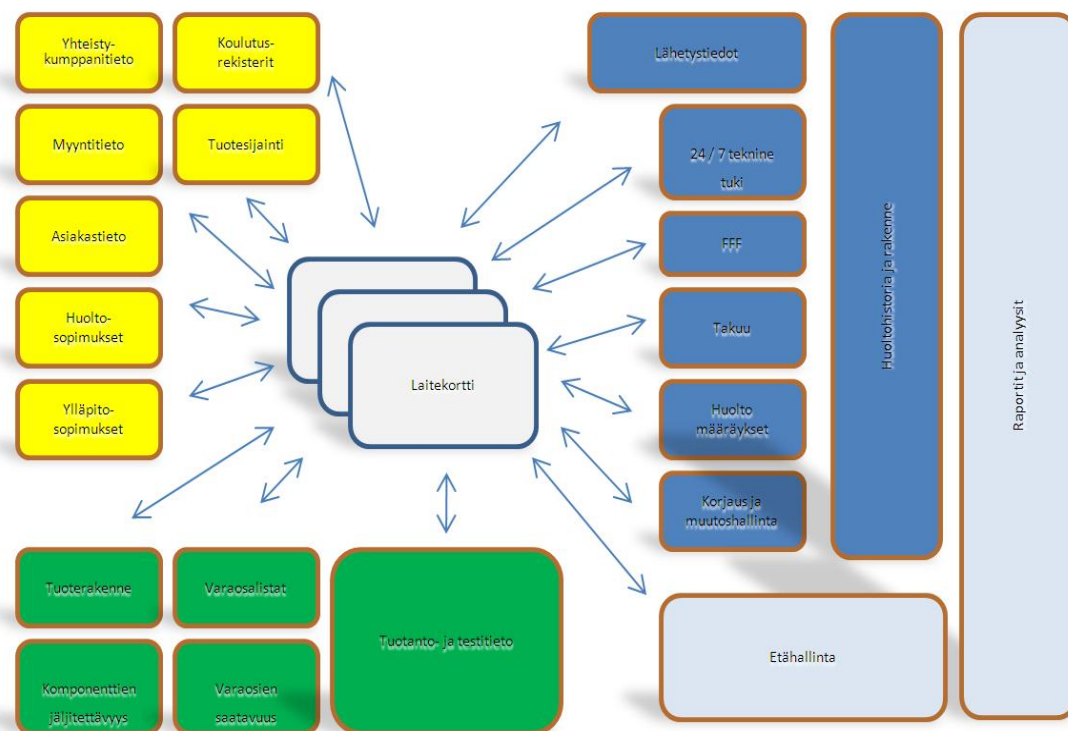 Yhteisty-
kumppanitieto
Koulutus-
rekisterit
Myyntitieto
Tuotesijainti
Asiakastieto
Huolto-
sopimukset
Ylläpito-
sopimukset
Laitekortti
Lähetystiedot
24 / 7 teknine
tuki
FFF
Takuu
Huolto
määräykset
Korjaus ja
muutoshallinta
Huoltohistoria ja rakenne
Raportit ja analyysit
Tuoterakenne
Varaosalistat
Komponenttien
jäljitettävyys
Varaosien
saatavuus
Tuotanto- ja testitieto
Etähallinta